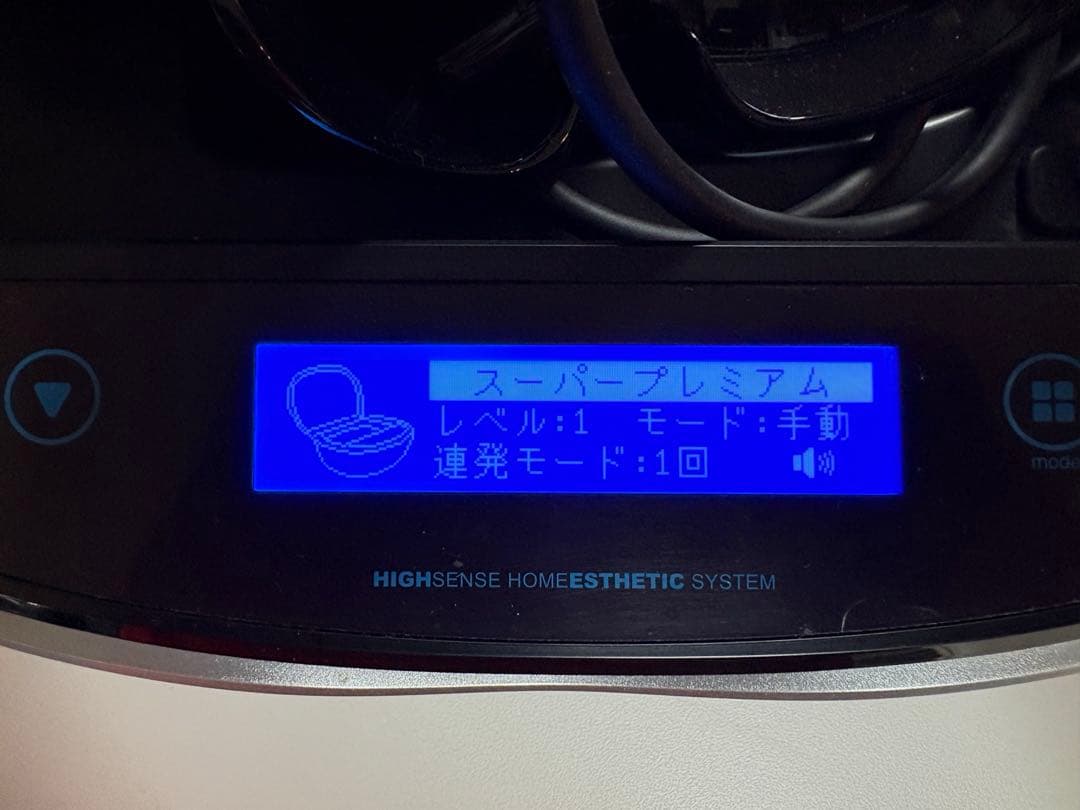 スーパープレミアム
レベル:1 モード:手動
連発モード:1回
mode
HIGHSENSE HOMEESTHETIC SYSTEM